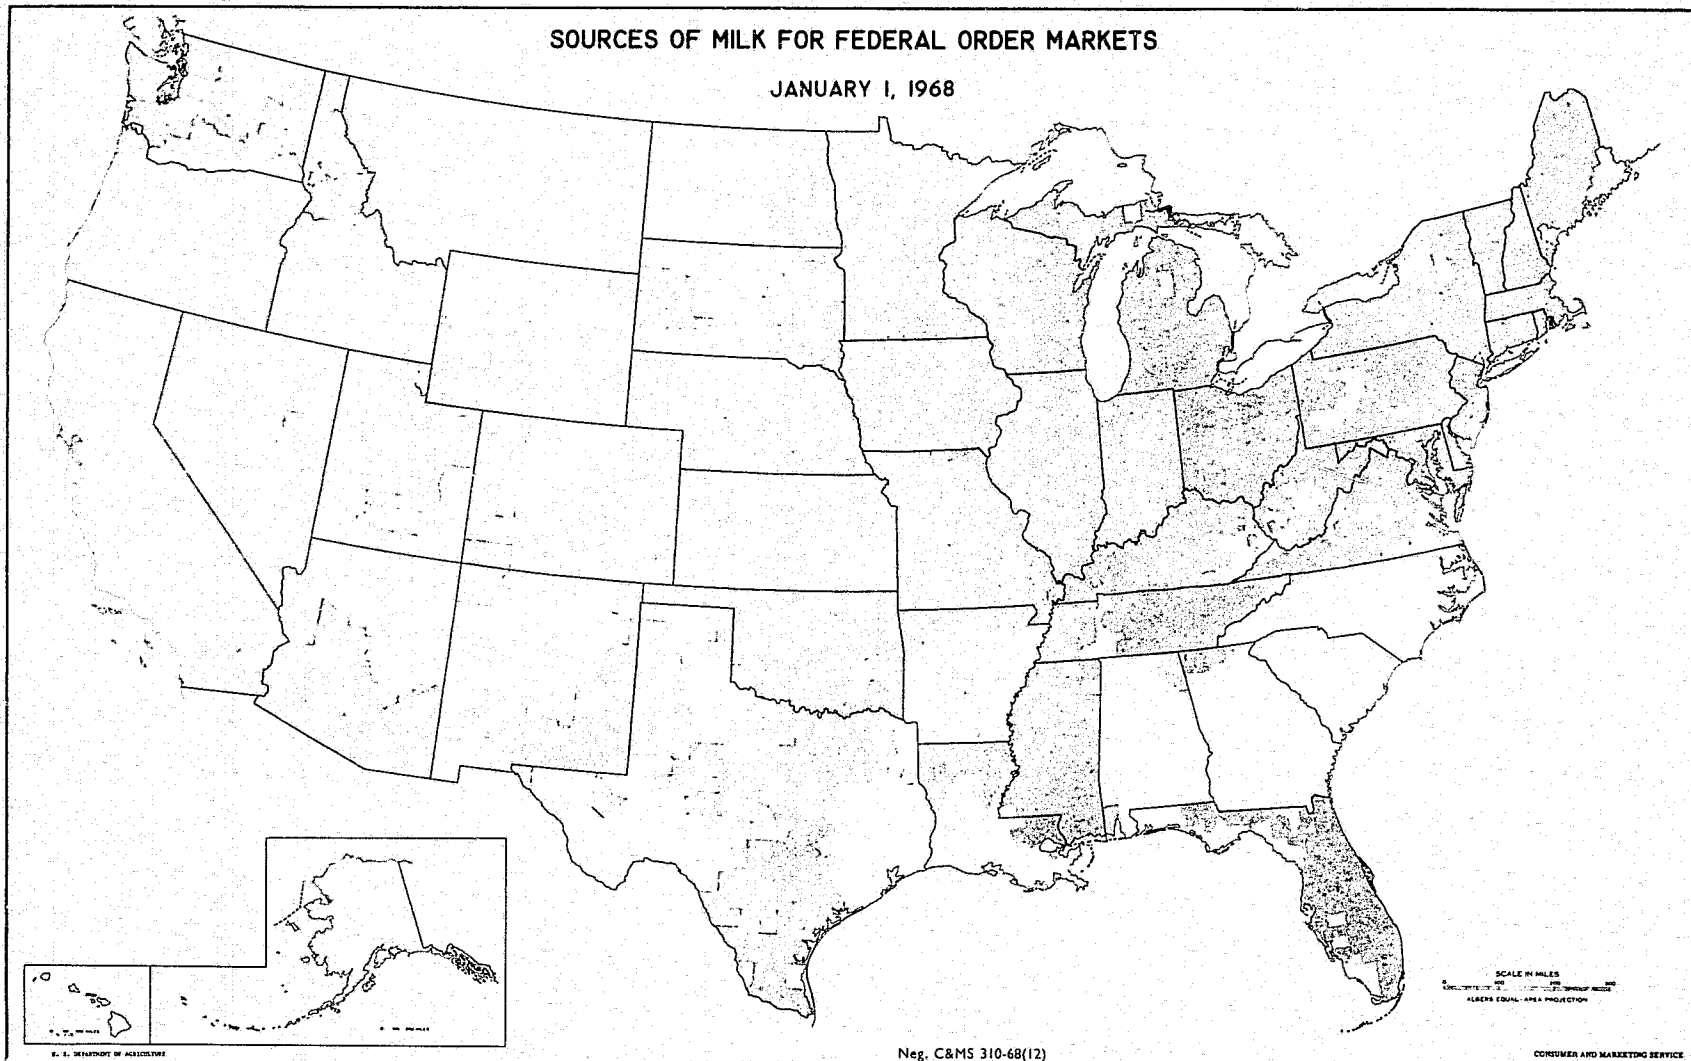 SOURCES OF MILK FOR FEDERAL ORDER MARKETS
JANUARY 1, 1968
SCALE IN MILES
ALBERS EQUAL-AREA PROJECTION
U. S. DEPARTMENT OF AGRICULTURE
Neg. C&MS 310-68(12)
CONSUMER AND MARKETING SERVICE